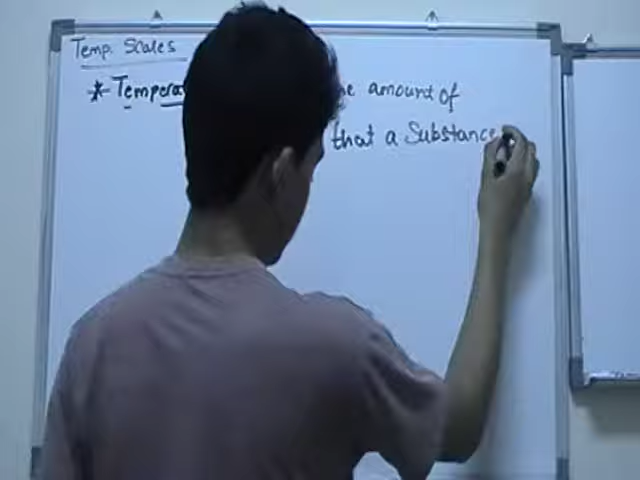 Temp. Scales
* Tempera amount of
that a Substance